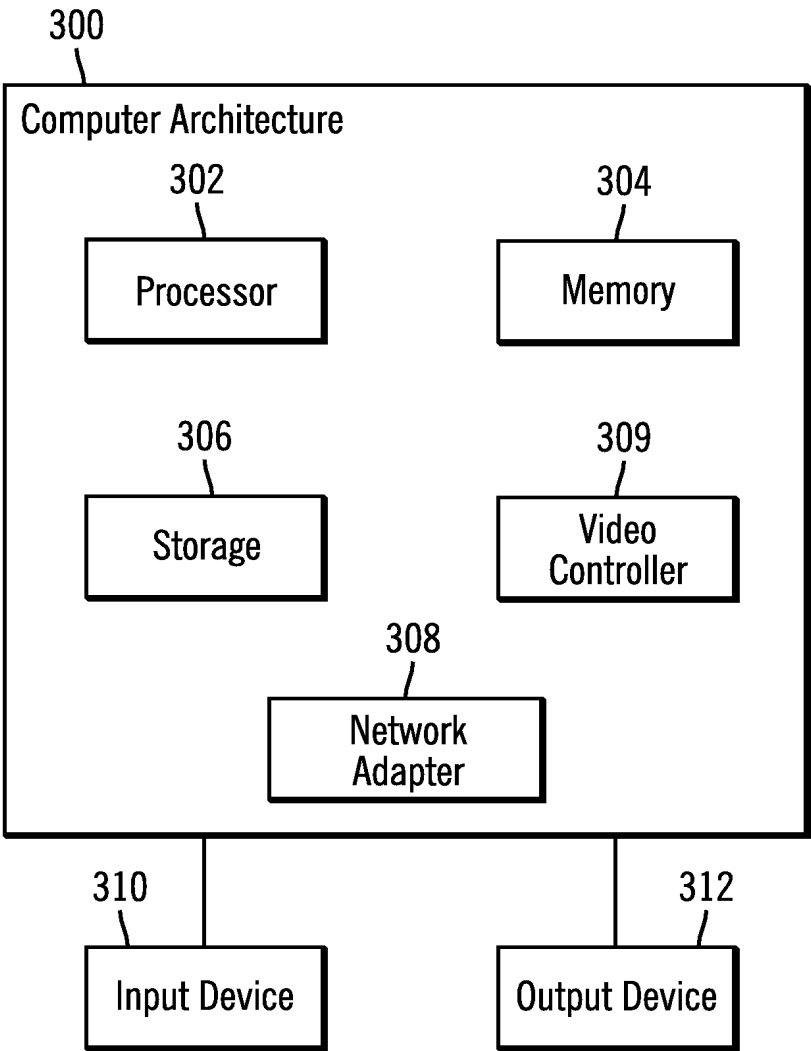 300
Computer Architecture
302
304
Processor
Memory
306
309
Storage
Video
Controller
308
Network
Adapter
310
312
Input Device
Output Device